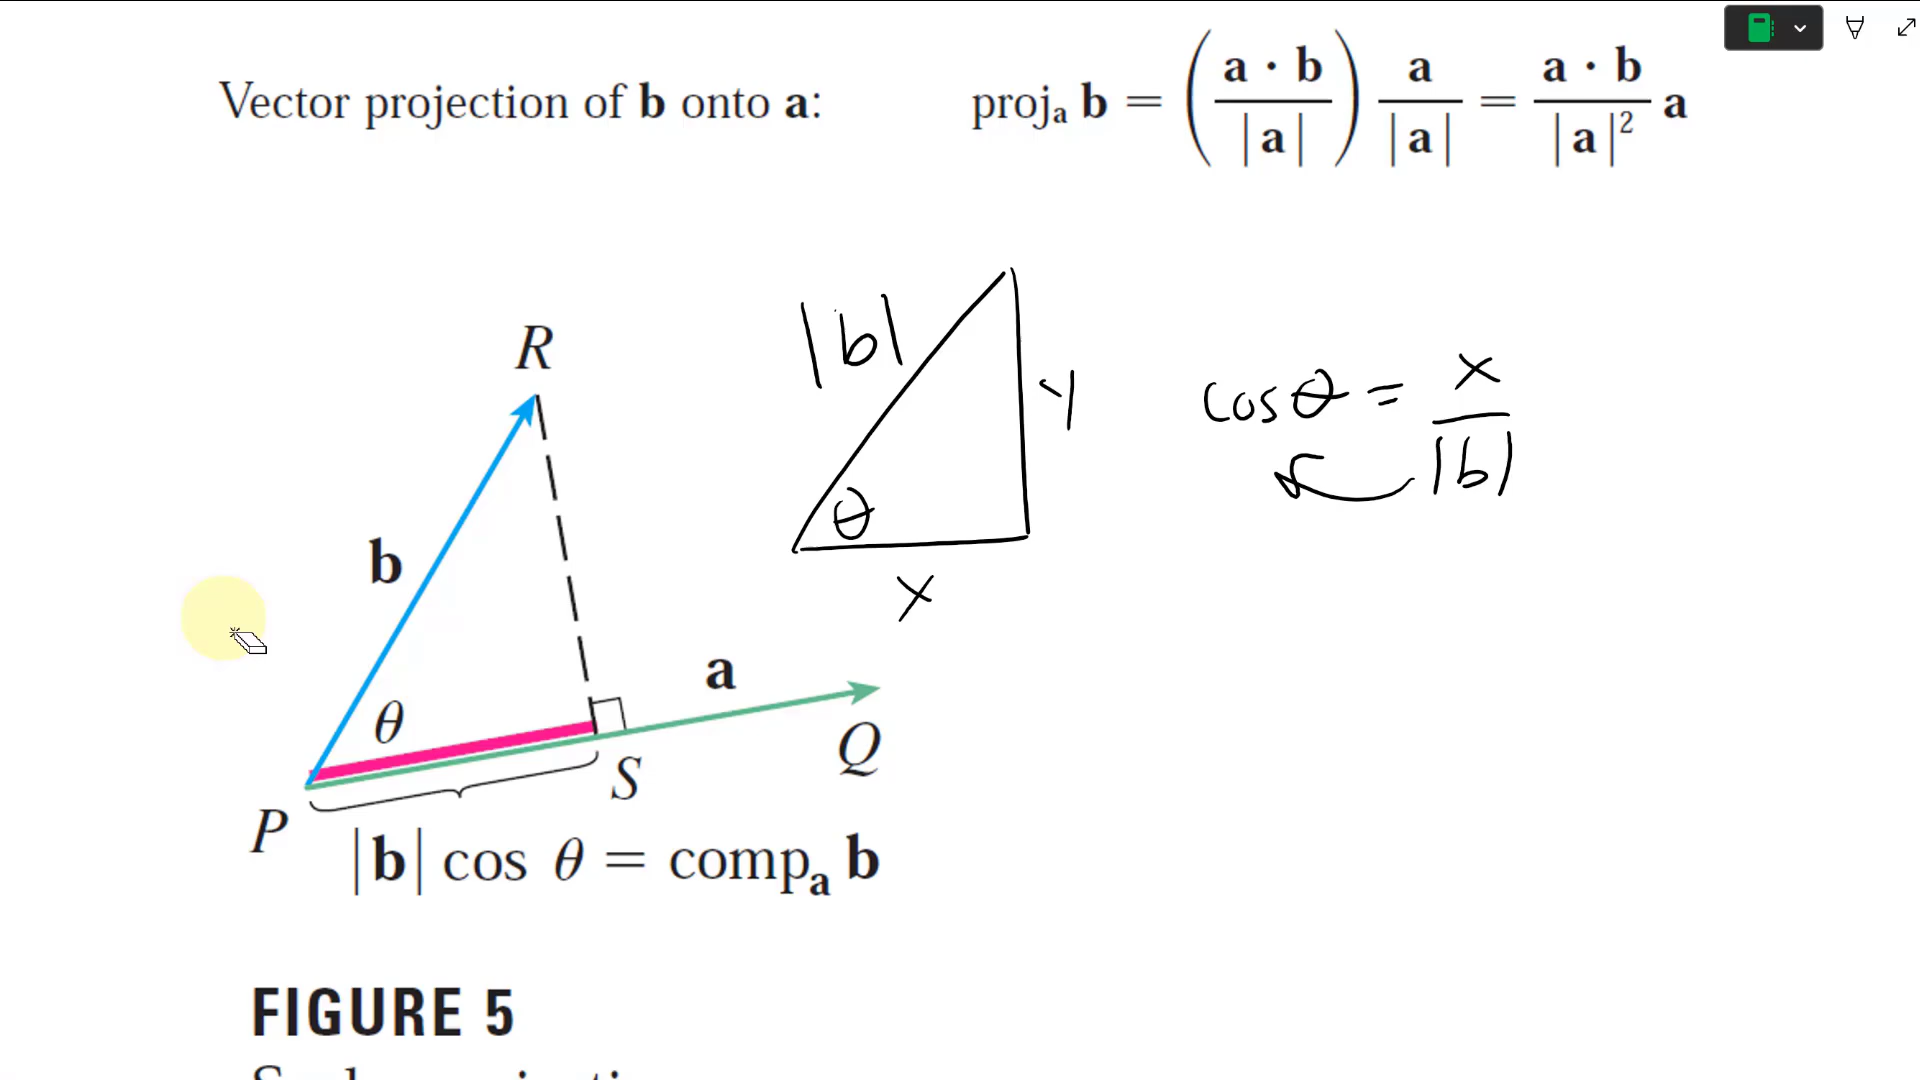 Vector projection of b onto a: proj_a b = (a · b / |a|) a / |a| = a · b / |a|² a
R
|b|
y
cos θ = x / |b|
b
θ
x
a
θ
Q
S
P
|b| cos θ = comp_a b
FIGURE 5